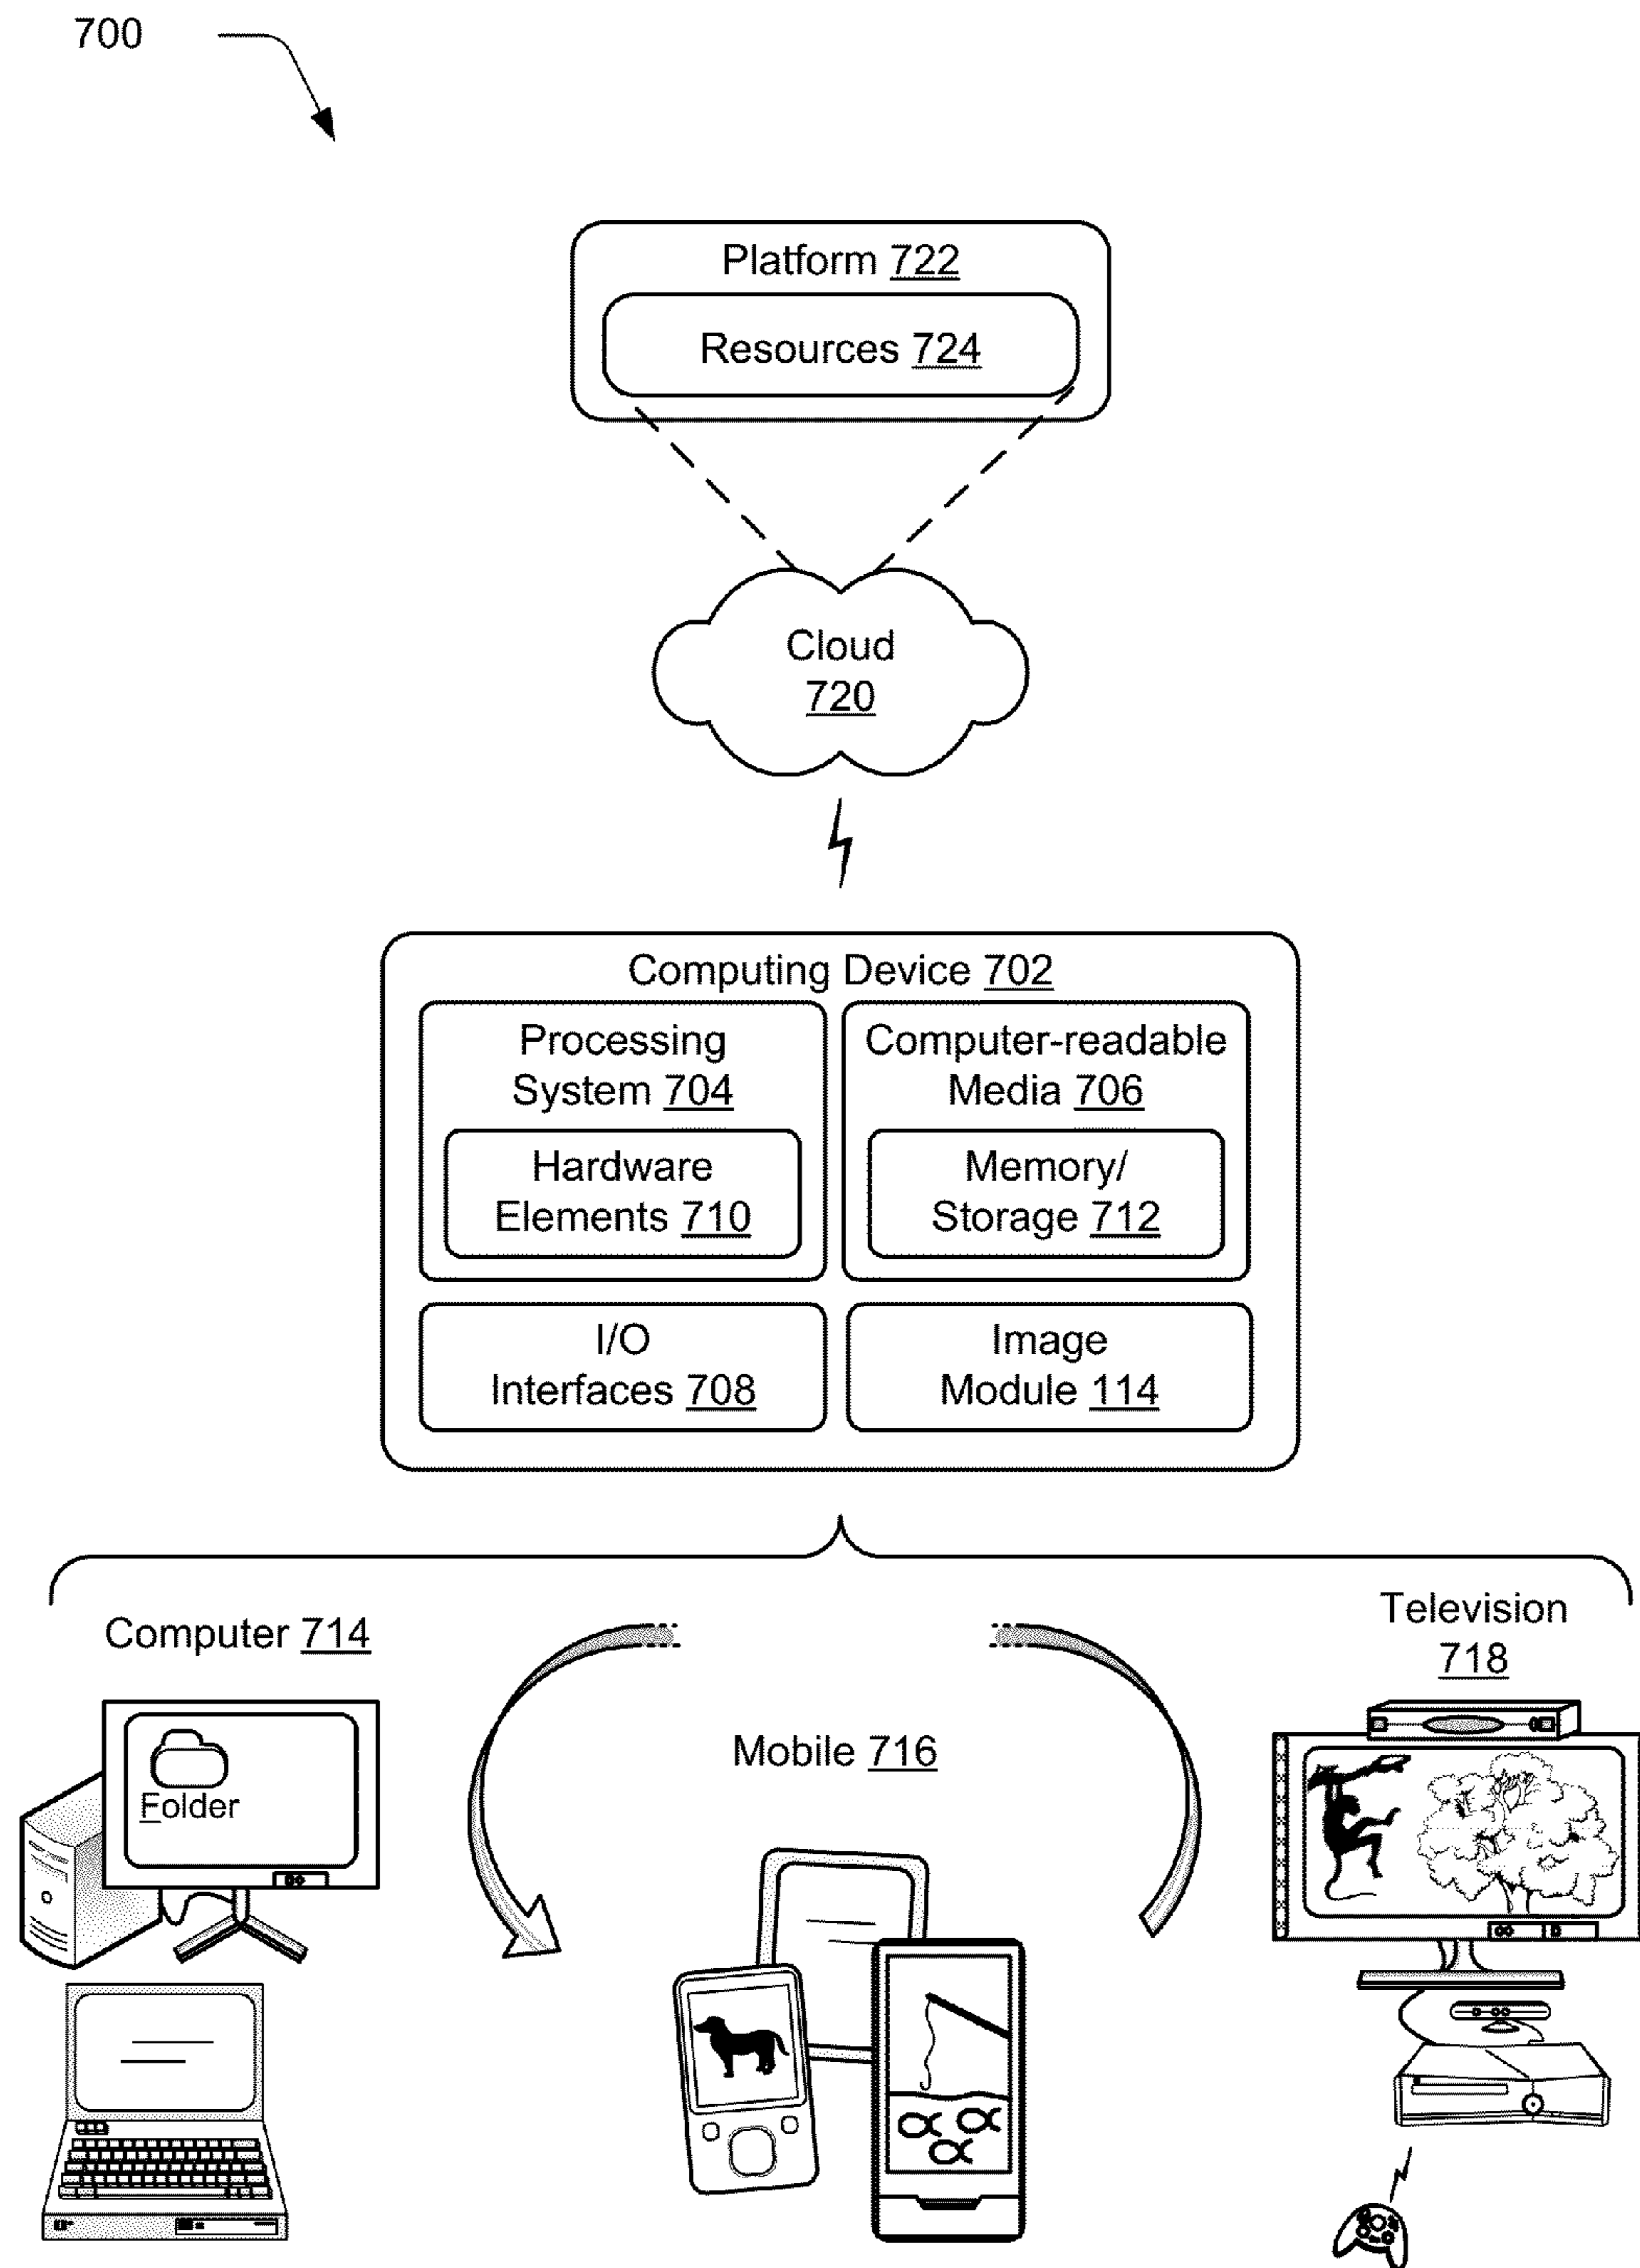 700
Platform 722
Resources 724
Cloud
720
Computing Device 702
Processing
System 704
Hardware
Elements 710
Computer-readable
Media 706
Memory/
Storage 712
I/O
Interfaces 708
Image
Module 114
Computer 714
Folder
Mobile 716
Television
718